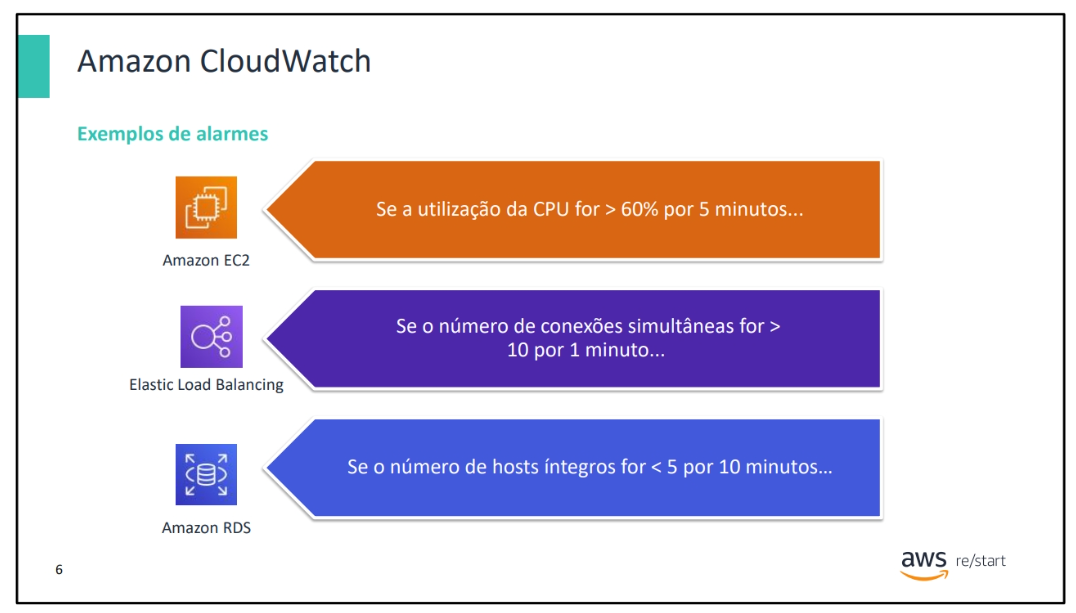 Amazon CloudWatch
Exemplos de alarmes
Se a utilização da CPU for > 60% por 5 minutos...
Amazon EC2
Se o número de conexões simultâneas for >
10 por 1 minuto...
Elastic Load Balancing
Se o número de hosts íntegros for < 5 por 10 minutos...
Amazon RDS
6
aws re/start